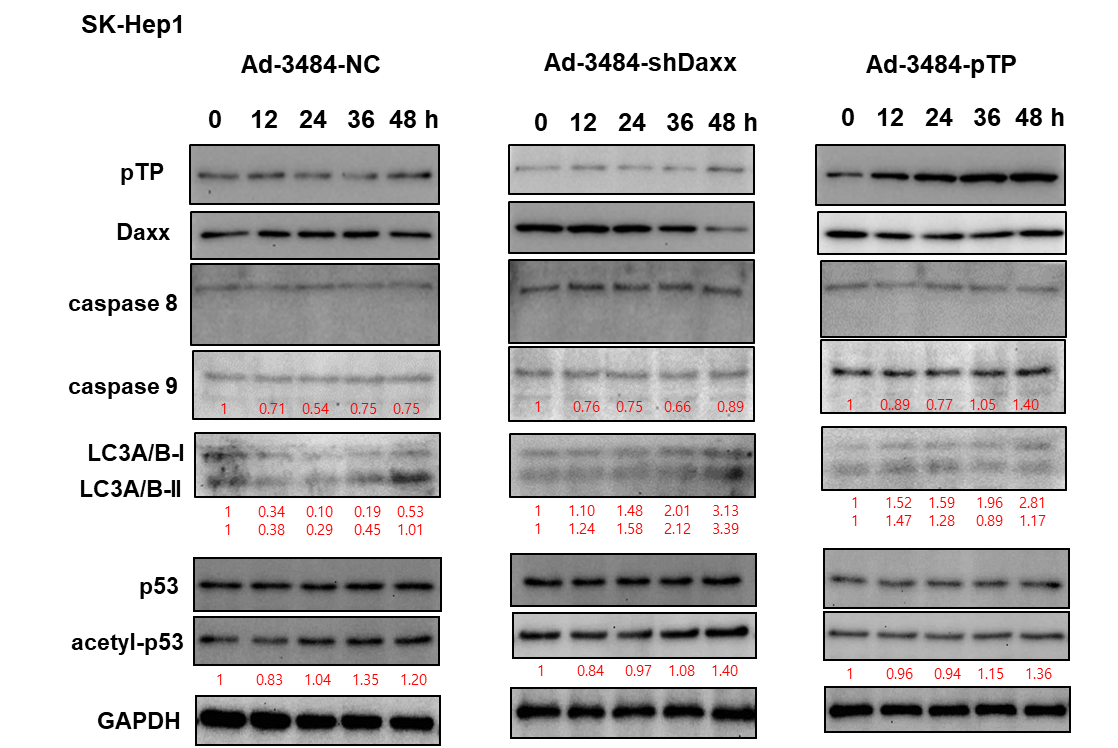 SK-Hep1
Ad-3484-NC Ad-3484-shDaxx Ad-3484-pTP
0 12 24 36 48 h 0 12 24 36 48 h 0 12 24 36 48 h
pTP
Daxx
caspase 8
caspase 9
1 0.71 0.54 0.75 0.75 1 0.76 0.75 0.66 0.89 1 0..89 0.77 1.05 1.40
LC3A/B-I
LC3A/B-II
1 0.34 0.10 0.19 0.53 1 1.10 1.48 2.01 3.13 1 1.52 1.59 1.96 2.81
1 0.38 0.29 0.45 1.01 1 1.24 1.58 2.12 3.39 1 1.47 1.28 0.89 1.17
p53
acetyl-p53
1 0.83 1.04 1.35 1.20 1 0.84 0.97 1.08 1.40 1 0.96 0.94 1.15 1.36
GAPDH